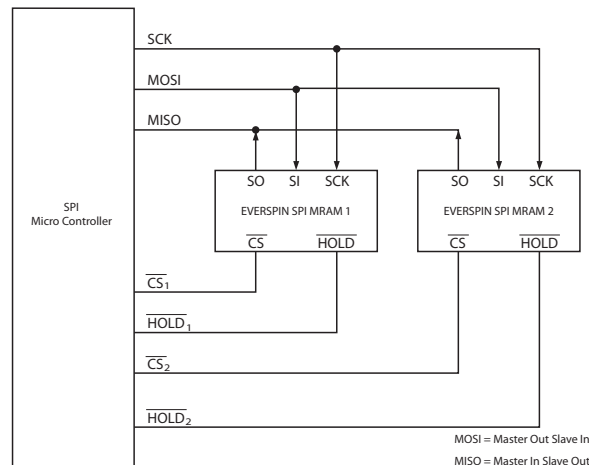 SCK
MOSI
MISO
SO SI SCK
SO SI SCK
SPI
Micro Controller
EVERSPIN SPI MRAM 1
EVERSPIN SPI MRAM 2
CS HOLD
CS HOLD
CS1
HOLD1
CS2
HOLD2
MOSI = Master Out Slave In
MISO = Master In Slave Out